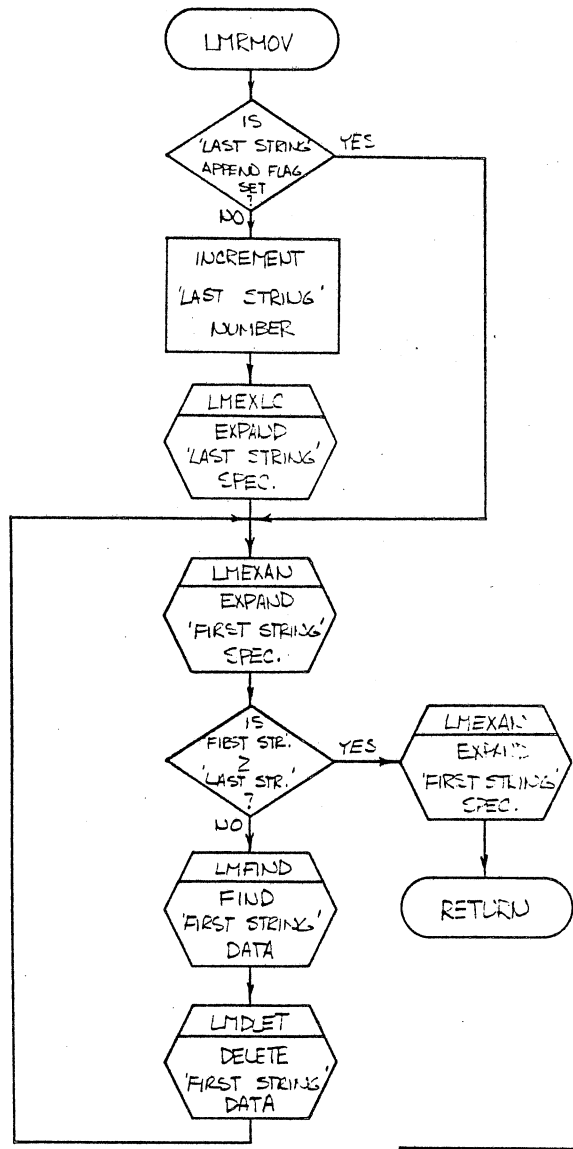 LMRMOV
IS
'LAST STRING'
APPEND FLAG
SET
?
YES
NO
INCREMENT
'LAST STRING'
NUMBER
LMEXLC
EXPAND
'LAST STRING'
SPEC.
LMEXAN
EXPAND
'FIRST STRING'
SPEC.
IS
'FIRST STR.'
≥
'LAST STR.'
?
YES
NO
LMEXAN
EXPAND
'FIRST STRING'
SPEC.
RETURN
LMFIND
FIND
'FIRST STRING'
DATA
LMDLET
DELETE
'FIRST STRING'
DATA